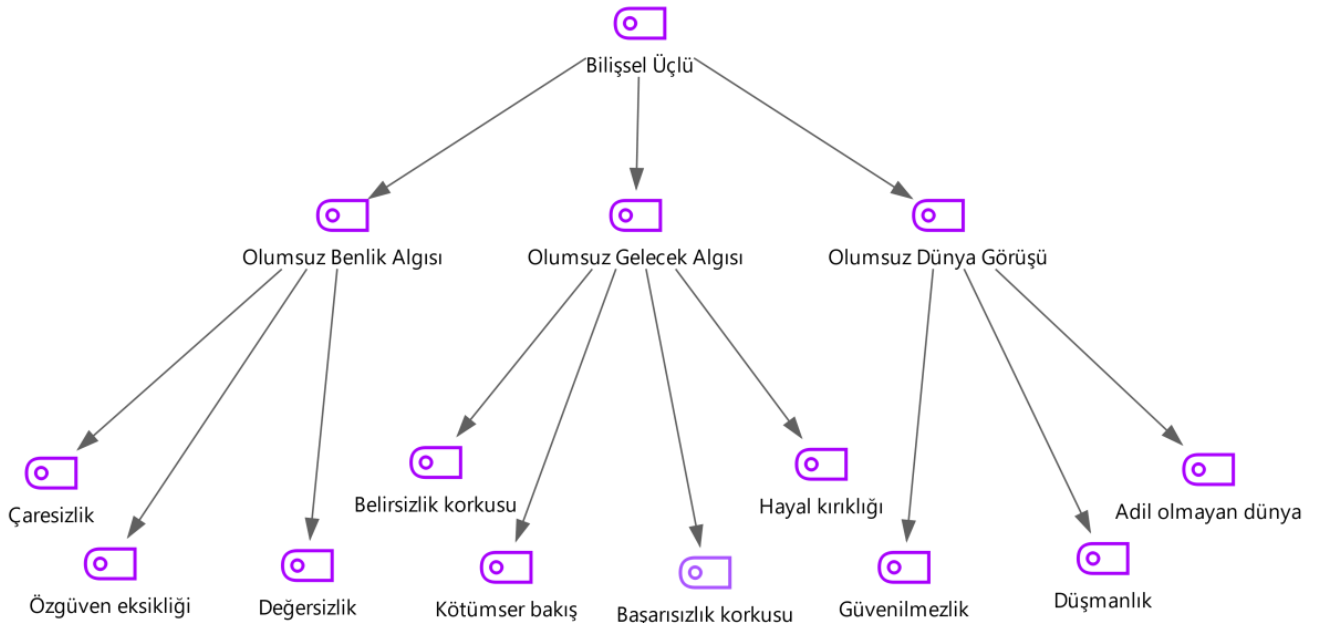 Bilişsel Üçlü
Olumsuz Benlik Algısı
Olumsuz Gelecek Algısı
Olumsuz Dünya Görüşü
Çaresizlik
Belirsizlik korkusu
Hayal kırıklığı
Adil olmayan dünya
Özgüven eksikliği
Değersizlik
Kötümser bakış
Başarısızlık korkusu
Güvenilmezlik
Düşmanlık